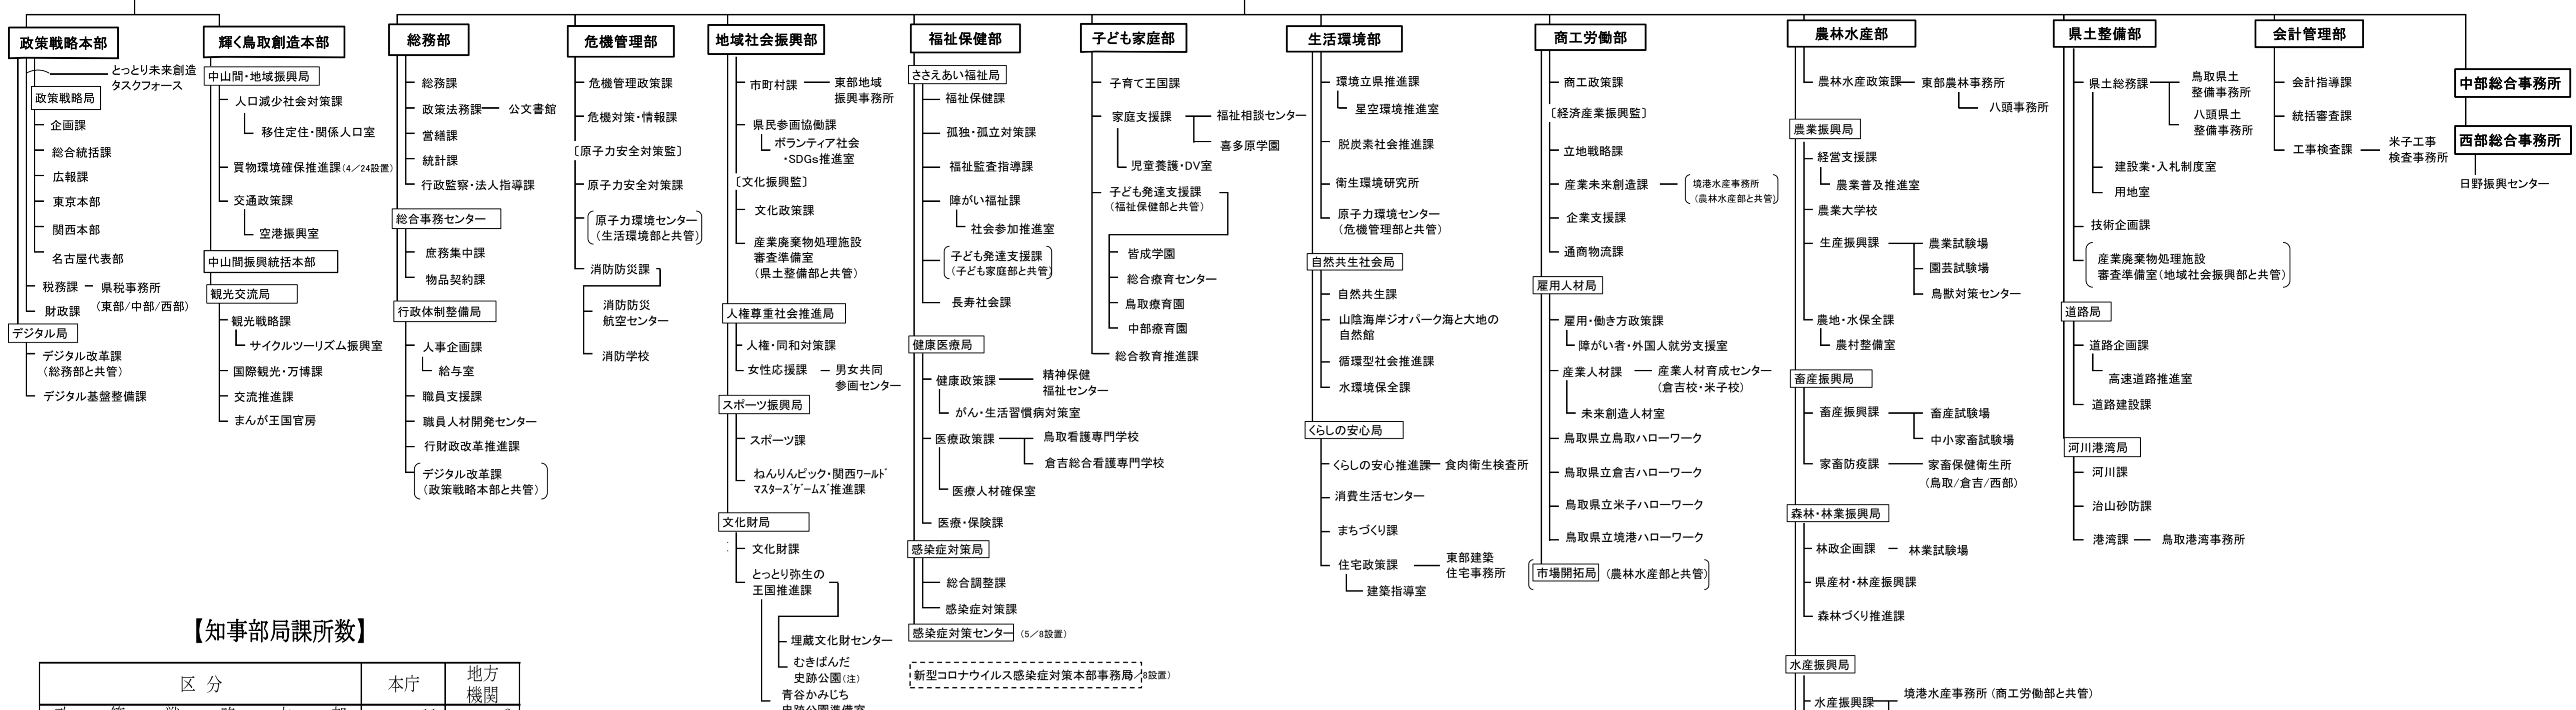 政策戦略本部
とっとり未来創造
タスクフォース
政策戦略局
企画課
総合統括課
広報課
東京本部
関西本部
名古屋代表部
税務課
県税事務所
(東部/中部/西部)
財政課
デジタル局
デジタル改革課
(総務部と共管)
デジタル基盤整備課
輝く鳥取創造本部
中山間・地域振興局
人口減少社会対策課
移住定住・関係人口室
買物環境確保推進課(4/24設置)
交通政策課
空港振興室
中山間振興統括本部
観光交流局
観光戦略課
サイクルツーリズム振興室
国際観光・万博課
交流推進課
まんが王国官房
総務部
総務課
政策法務課
公文書館
営繕課
統計課
行政監察・法人指導課
総合事務センター
庶務集中課
物品契約課
行政体制整備局
人事企画課
給与室
職員支援課
職員人材開発センター
行財政改革推進課
デジタル改革課
(政策戦略本部と共管)
危機管理部
危機管理政策課
危機対策・情報課
〔原子力安全対策監〕
原子力安全対策課
原子力環境センター
(生活環境部と共管)
消防防災課
消防防災
航空センター
消防学校
地域社会振興部
市町村課
東部地域
振興事務所
県民参画協働課
ボランティア社会
・SDGs推進室
〔文化振興監〕
文化政策課
産業廃棄物処理施設
審査準備室
(県土整備部と共管)
人権尊重社会推進局
人権・同和対策課
女性応援課
男女共同
参画センター
スポーツ振興局
スポーツ課
ねんりんピック・関西ワールド
マスターズゲームズ推進課
文化財局
文化財課
とっとり弥生の
王国推進課
埋蔵文化財センター
むきばんだ
史跡公園(注)
青谷かみじち
史跡公園準備室
福祉保健部
ささえあい福祉局
福祉保健課
孤独・孤立対策課
福祉監査指導課
障がい福祉課
社会参加推進室
子ども発達支援課
(子ども家庭部と共管)
長寿社会課
健康医療局
健康政策課
精神保健
福祉センター
がん・生活習慣病対策室
医療政策課
鳥取看護専門学校
倉吉総合看護専門学校
医療人材確保室
医療・保険課
感染症対策局
総合調整課
感染症対策課
感染症対策センター (5/8設置)
新型コロナウイルス感染症対策本部事務局 /8設置)
子ども家庭部
子育て王国課
家庭支援課
福祉相談センター
喜多原学園
児童養護・DV室
子ども発達支援課
(福祉保健部と共管)
皆成学園
総合療育センター
鳥取療育園
中部療育園
総合教育推進課
生活環境部
環境立県推進課
星空環境推進室
脱炭素社会推進課
衛生環境研究所
原子力環境センター
(危機管理部と共管)
自然共生社会局
自然共生課
山陰海岸ジオパーク海と大地の
自然館
循環型社会推進課
水環境保全課
くらしの安心局
くらしの安心推進課
食肉衛生検査所
消費生活センター
まちづくり課
住宅政策課
東部建築
住宅事務所
建築指導室
商工労働部
商工政策課
〔経済産業振興監〕
立地戦略課
産業未来創造課
境港水産事務所
(農林水産部と共管)
企業支援課
通商物流課
雇用人材局
雇用・働き方政策課
障がい者・外国人就労支援室
産業人材課
産業人材育成センター
(倉吉校・米子校)
未来創造人材室
鳥取県立鳥取ハローワーク
鳥取県立倉吉ハローワーク
鳥取県立米子ハローワーク
鳥取県立境港ハローワーク
市場開拓局 (農林水産部と共管)
農林水産部
農林水産政策課
東部農林事務所
八頭事務所
農業振興局
経営支援課
農業普及推進室
農業大学校
生産振興課
農業試験場
園芸試験場
鳥獣対策センター
農地・水保全課
農村整備室
畜産振興局
畜産振興課
畜産試験場
中小家畜試験場
家畜防疫課
家畜保健衛生所
(鳥取/倉吉/西部)
森林・林業振興局
林政企画課
林業試験場
県産材・林産振興課
森林づくり推進課
水産振興局
水産振興課
境港水産事務所(商工労働部と共管)
県土整備部
県土総務課
鳥取県土
整備事務所
八頭県土
整備事務所
建設業・入札制度室
用地室
技術企画課
産業廃棄物処理施設
審査準備室(地域社会振興部と共管)
道路局
道路企画課
高速道路推進室
道路建設課
河川港湾局
河川課
治山砂防課
港湾課
鳥取港湾事務所
会計管理部
会計指導課
統括審査課
工事検査課
米子工事
検査事務所
中部総合事務所
西部総合事務所
日野振興センター
【知事部局課所数】
区分
本庁
地方
機関
政策戦略本部